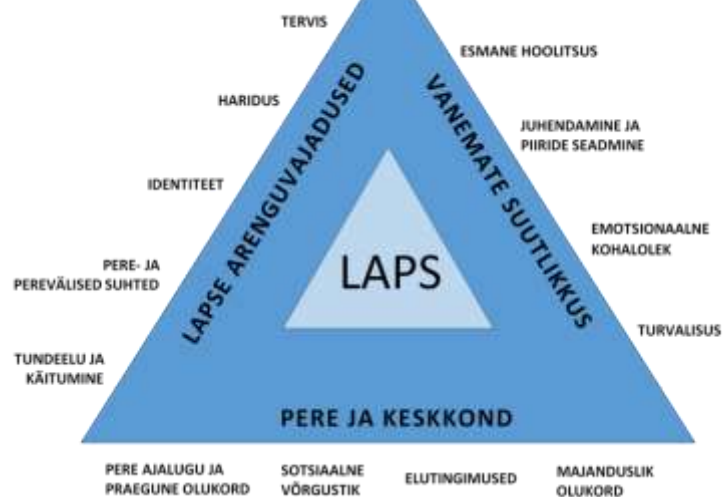 TERVIS
HARIDUS
IDENTITEET
PERE- JA
PEREVÄLISED SUHTED
TUNDEELU JA
KÄITUMINE
LAPSE ARENGUVAJADUSED
LAPS
VANEMATE SUUTLIKKUS
ESMANE HOOLITSUS
JUHENDAMINE JA
PIIRIDE SEADMINE
EMOTSIONAALNE
KOHALOLEK
TURVALISUS
PERE JA KESKKOND
PERE AJALUGU JA
PRAEGUNE OLUKORD
SOTSIAALNE
VÕRGUSTIK
ELUTINGIMUSED
MAJANDUSLIK
OLUKORD